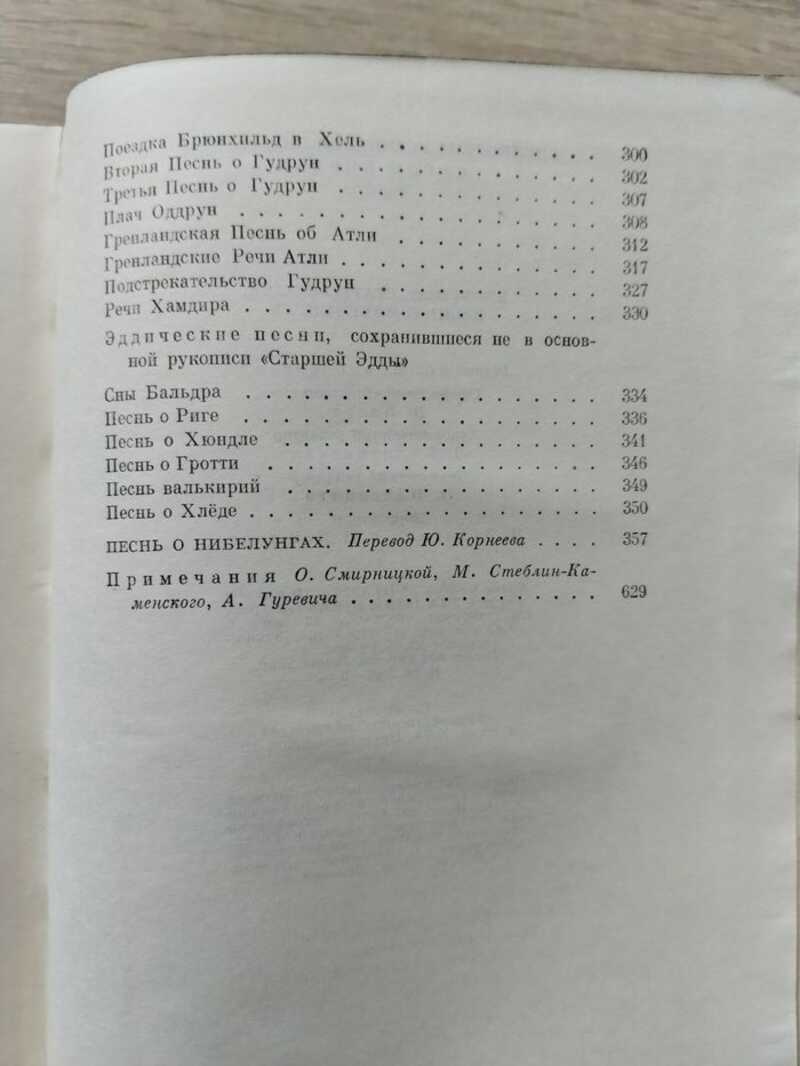 Поездка Брюнхильд в Хель . . . . . . . . . . . . 300
Вторая Песнь о Гудрун . . . . . . . . . . . . . . 302
Третья Песнь о Гудрун . . . . . . . . . . . . . . 307
Плач Оддрун . . . . . . . . . . . . . . . . . . . 308
Гренландская Песнь об Атли . . . . . . . . . . . 312
Гренландские Речи Атли . . . . . . . . . . . . . . 317
Подстрекательство Гудрун . . . . . . . . . . . . 327
Речи Хамдира . . . . . . . . . . . . . . . . . . . 330
Эддические песни, сохранившиеся не в основ-
ной рукописи «Старшей Эдды»
Сны Бальдра . . . . . . . . . . . . . . . . . . . 334
Песнь о Риге . . . . . . . . . . . . . . . . . . . 336
Песнь о Хюндле . . . . . . . . . . . . . . . . . 341
Песнь о Гротти . . . . . . . . . . . . . . . . . . 346
Песнь валькирий . . . . . . . . . . . . . . . . . 349
Песнь о Хлёде . . . . . . . . . . . . . . . . . . . 350
ПЕСНЬ О НИБЕЛУНГАХ. Перевод Ю. Корнеева . . . . 357
Примечания О. Смирницкой, М. Стеблин-Ка-
менского, А. Гуревича . . . . . . . . . . . . . . 629